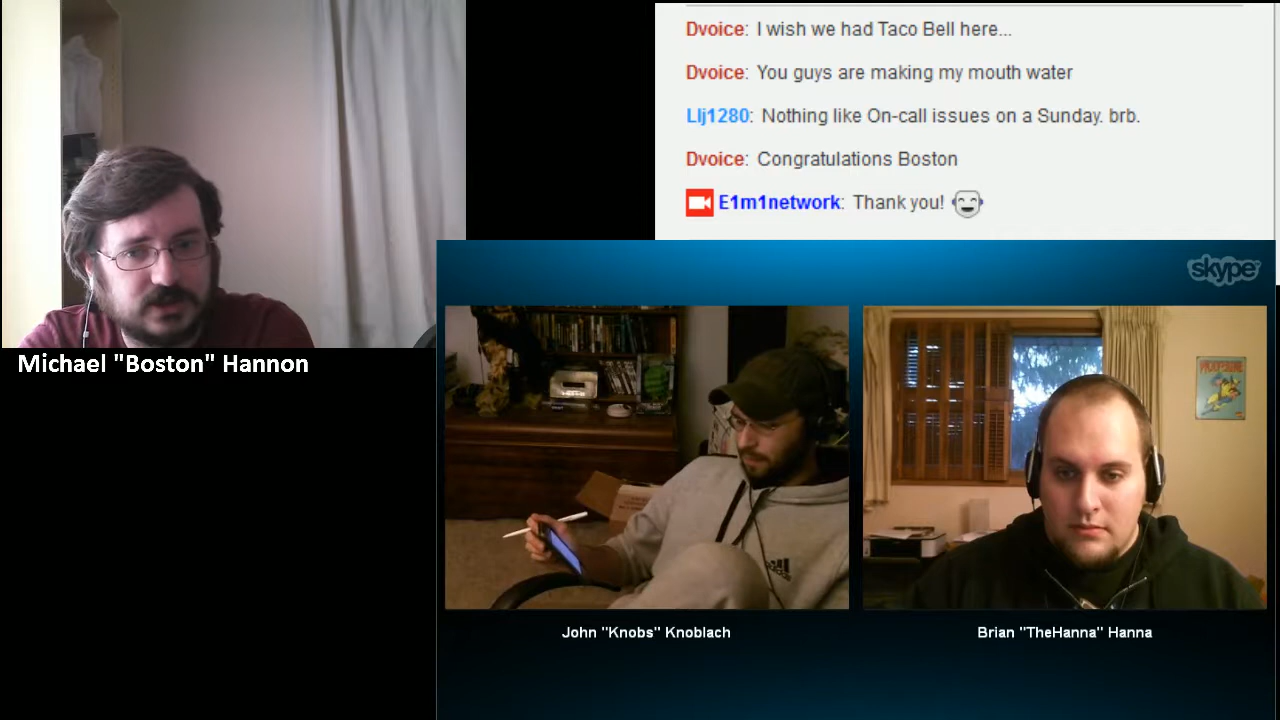 Dvoice: I wish we had Taco Bell here...
Dvoice: You guys are making my mouth water
Llj1280: Nothing like On-call issues on a Sunday. brb.
Dvoice: Congratulations Boston
E1m1network: Thank you!
skype
Michael "Boston" Hannon
WOLVERINE
adidas
John "Knobs" Knoblach
Brian "TheHanna" Hanna